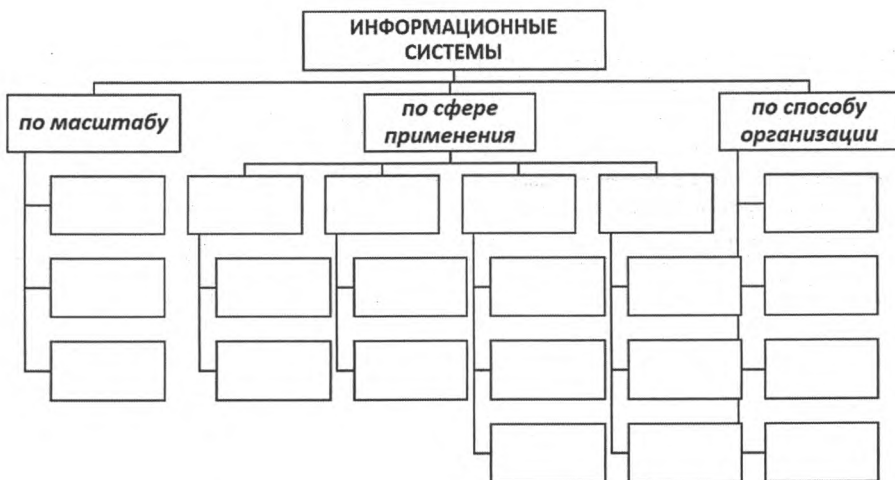 ИНФОРМАЦИОННЫЕ
СИСТЕМЫ
по масштабу
по сфере
применения
по способу
организации